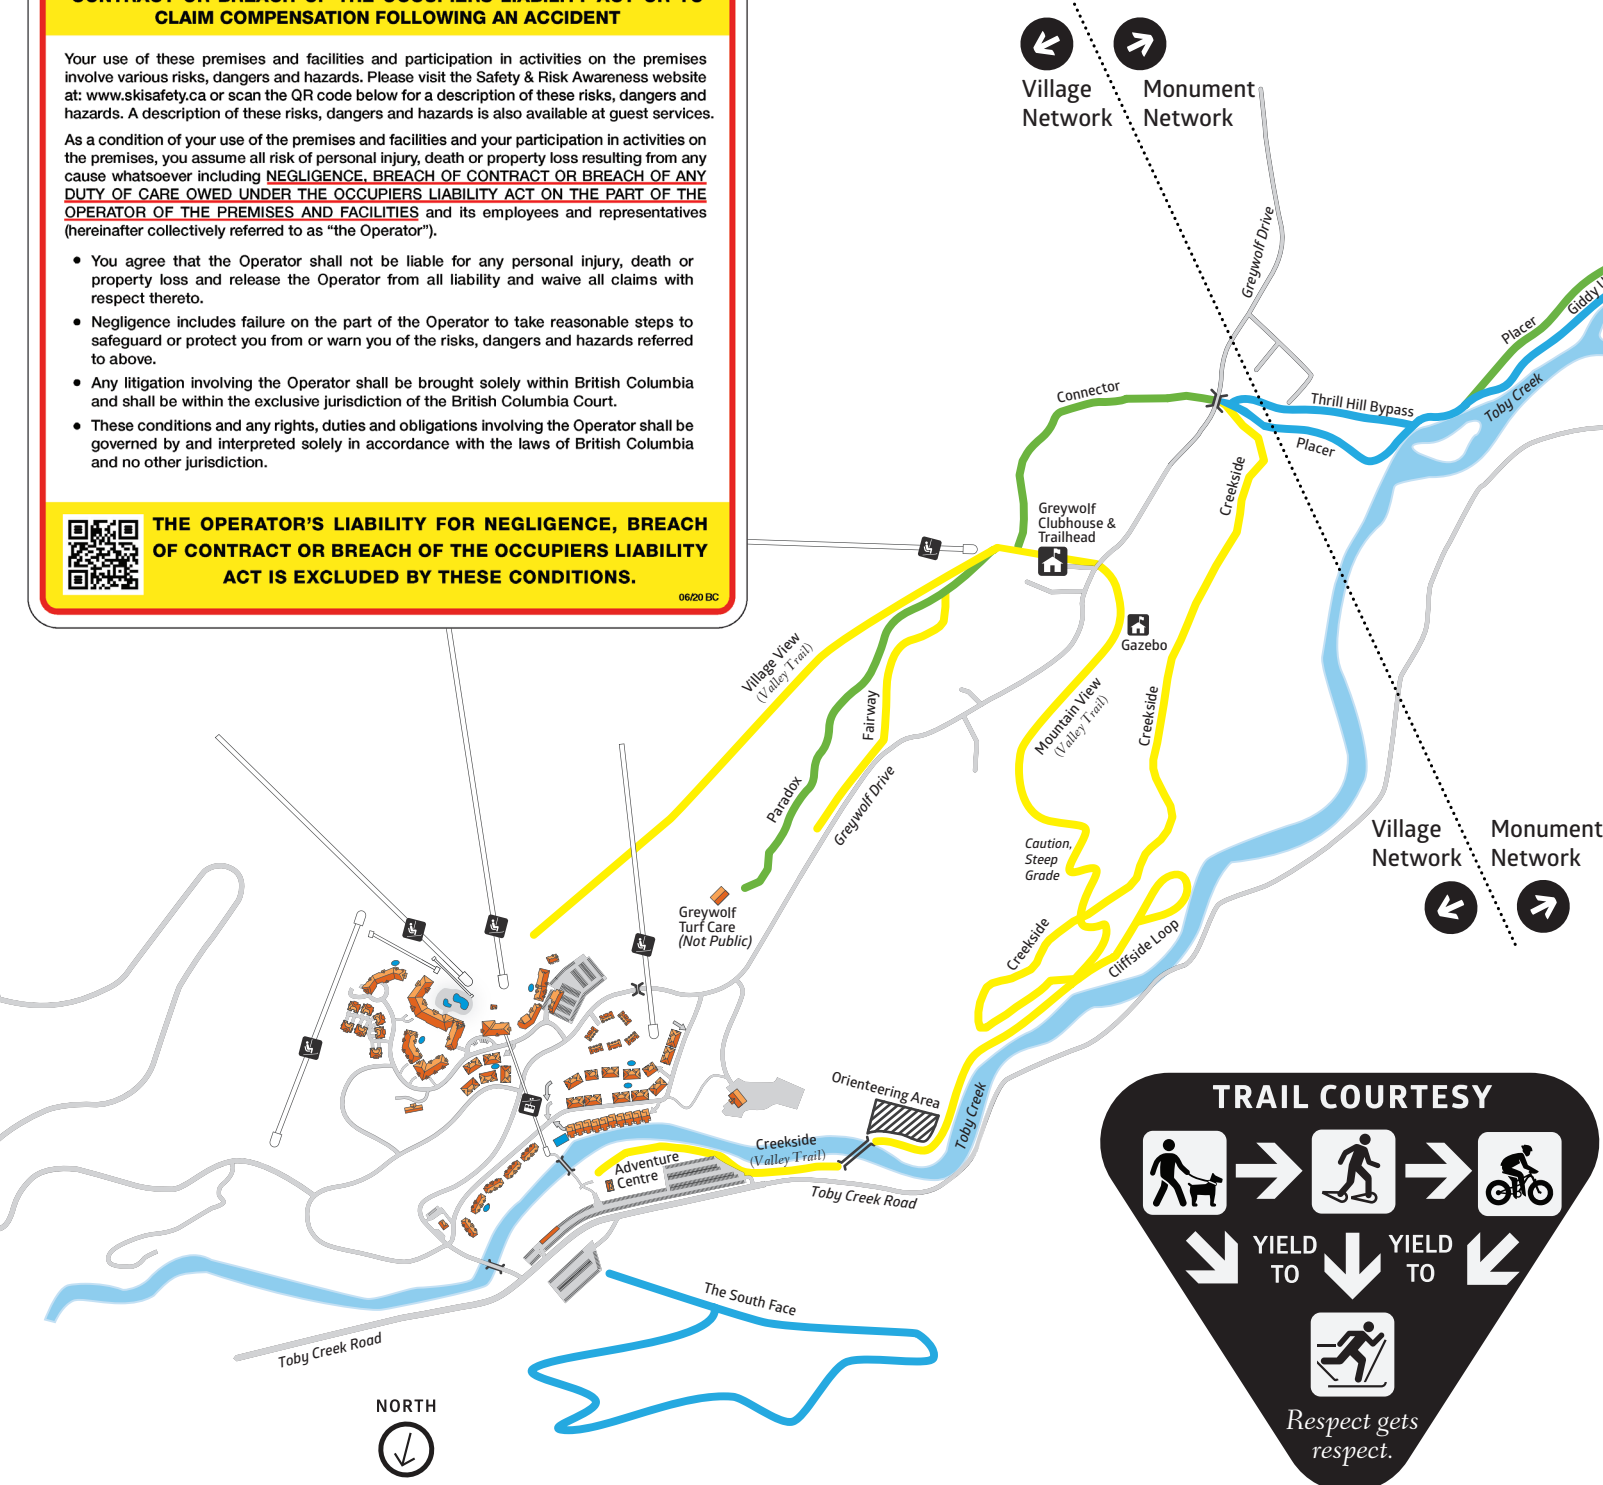 CLAIM COMPENSATION FOLLOWING AN ACCIDENT
Your use of these premises and facilities and participation in activities on the premises
involve various risks, dangers and hazards. Please visit the Safety & Risk Awareness website
at: www.skisafety.ca or scan the QR code below for a description of these risks, dangers and
hazards. A description of these risks, dangers and hazards is also available at guest services.
As a condition of your use of the premises and facilities and your participation in activities on
the premises, you assume all risk of personal injury, death or property loss resulting from any
cause whatsoever including NEGLIGENCE, BREACH OF CONTRACT OR BREACH OF ANY
DUTY OF CARE OWED UNDER THE OCCUPIERS LIABILITY ACT ON THE PART OF THE
OPERATOR OF THE PREMISES AND FACILITIES and its employees and representatives
(hereinafter collectively referred to as “the Operator”).
• You agree that the Operator shall not be liable for any personal injury, death or
property loss and release the Operator from all liability and waive all claims with
respect thereto.
• Negligence includes failure on the part of the Operator to take reasonable steps to
safeguard or protect you from or warn you of the risks, dangers and hazards referred
to above.
• Any litigation involving the Operator shall be brought solely within British Columbia
and shall be within the exclusive jurisdiction of the British Columbia Court.
• These conditions and any rights, duties and obligations involving the Operator shall be
governed by and interpreted solely in accordance with the laws of British Columbia
and no other jurisdiction.
THE OPERATOR’S LIABILITY FOR NEGLIGENCE, BREACH
OF CONTRACT OR BREACH OF THE OCCUPIERS LIABILITY
ACT IS EXCLUDED BY THESE CONDITIONS.
06/20 BC
Village
Network
Monument
Network
Greywolf Drive
Placer
Giddy
Toby Creek
Connector
Thrill Hill Bypass
Placer
Creekside
Greywolf
Clubhouse &
Trailhead
Gazebo
Village View
(Valley Trail)
Fairway
Mountain View
(Valley Trail)
Creekside
Paradox
Greywolf Drive
Caution,
Steep
Grade
Village
Network
Monument
Network
Greywolf
Turf Care
(Not Public)
Creekside
Cliffside Loop
Orienteering Area
Toby Creek
Creekside
(Valley Trail)
Adventure
Centre
Toby Creek Road
The South Face
Toby Creek Road
NORTH
TRAIL COURTESY
YIELD
TO
YIELD
TO
Respect gets
respect.